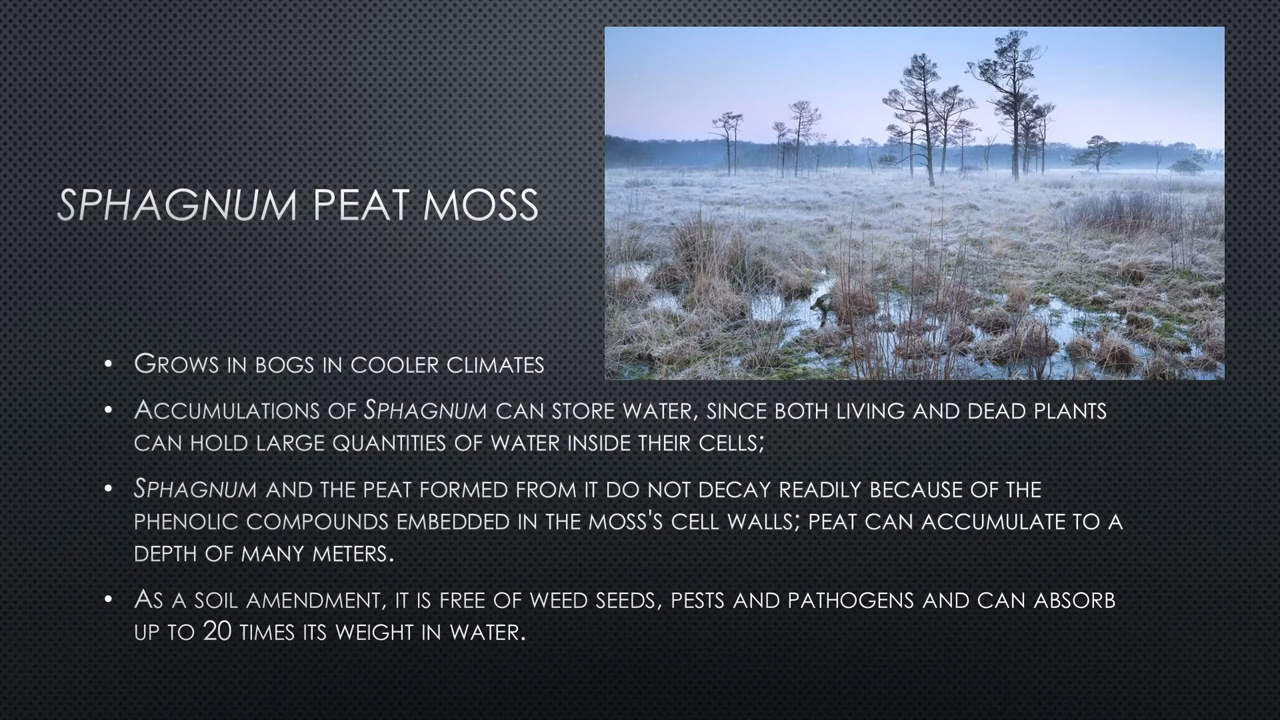 SPHAGNUM PEAT MOSS
• GROWS IN BOGS IN COOLER CLIMATES
• ACCUMULATIONS OF SPHAGNUM CAN STORE WATER, SINCE BOTH LIVING AND DEAD PLANTS
CAN HOLD LARGE QUANTITIES OF WATER INSIDE THEIR CELLS;
• SPHAGNUM AND THE PEAT FORMED FROM IT DO NOT DECAY READILY BECAUSE OF THE
PHENOLIC COMPOUNDS EMBEDDED IN THE MOSS'S CELL WALLS; PEAT CAN ACCUMULATE TO A
DEPTH OF MANY METERS.
• AS A SOIL AMENDMENT, IT IS FREE OF WEED SEEDS, PESTS AND PATHOGENS AND CAN ABSORB
UP TO 20 TIMES ITS WEIGHT IN WATER.